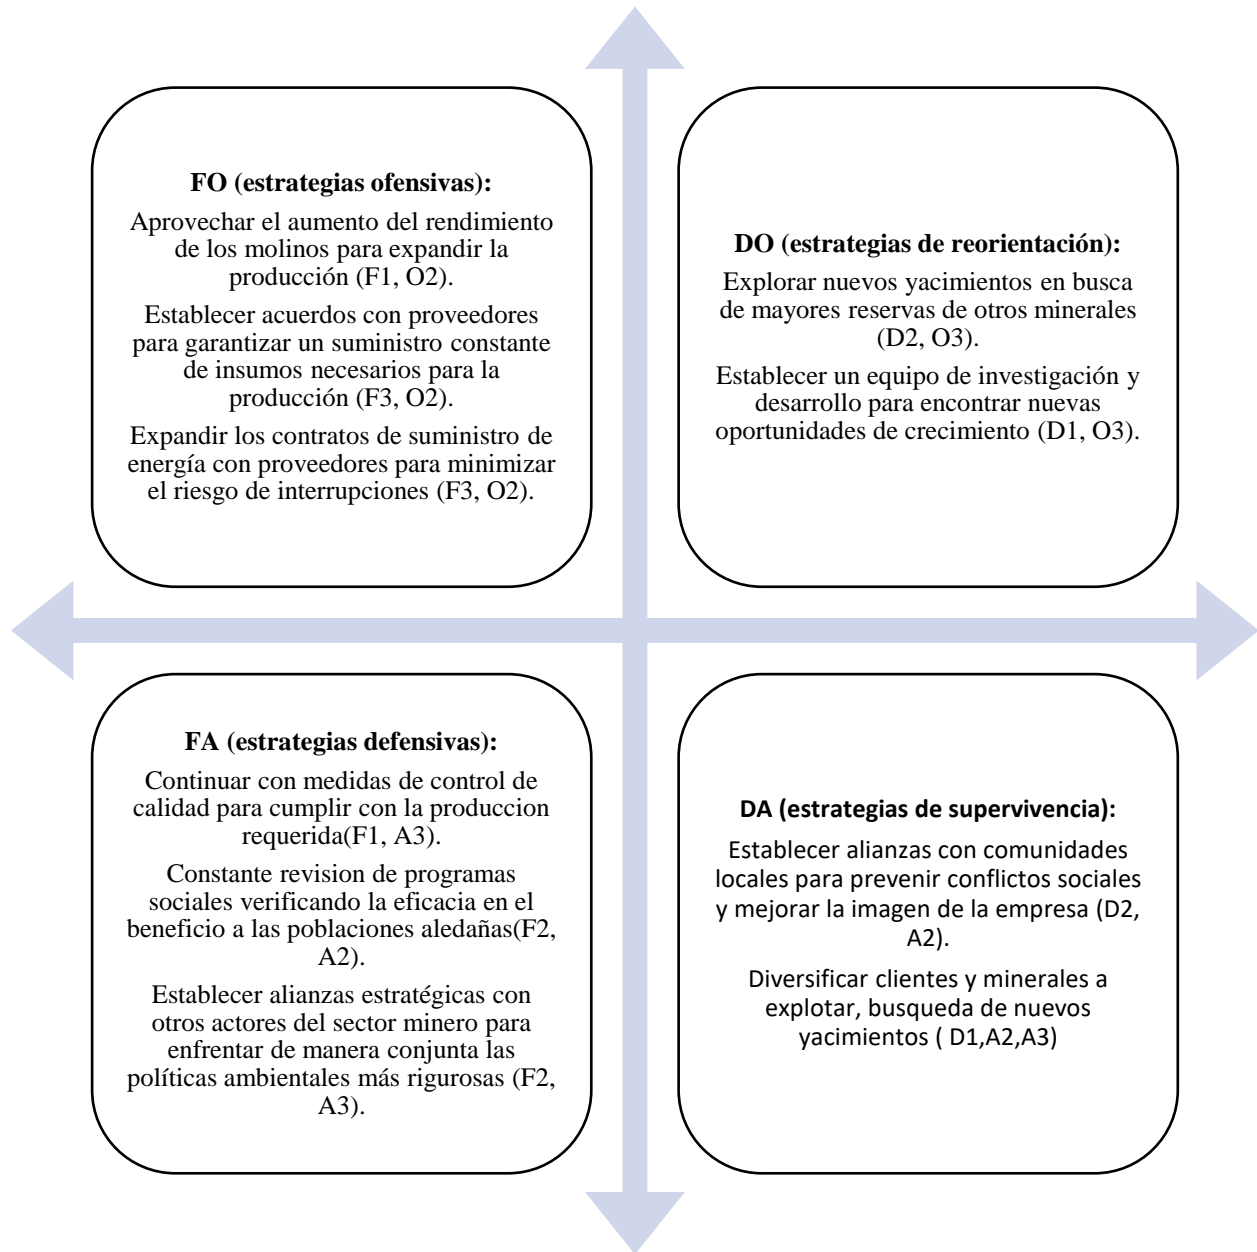 FO (estrategias ofensivas):
Aprovechar el aumento del rendimiento
de los molinos para expandir la
producción (F1, O2).
Establecer acuerdos con proveedores
para garantizar un suministro constante
de insumos necesarios para la
producción (F3, O2).
Expandir los contratos de suministro de
energía con proveedores para minimizar
el riesgo de interrupciones (F3, O2).
DO (estrategias de reorientación):
Explorar nuevos yacimientos en busca
de mayores reservas de otros minerales
(D2, O3).
Establecer un equipo de investigación y
desarrollo para encontrar nuevas
oportunidades de crecimiento (D1, O3).
FA (estrategias defensivas):
Continuar con medidas de control de
calidad para cumplir con la produccion
requerida(F1, A3).
Constante revision de programas
sociales verificando la eficacia en el
beneficio a las poblaciones aledañas(F2,
A2).
Establecer alianzas estratégicas con
otros actores del sector minero para
enfrentar de manera conjunta las
políticas ambientales más rigurosas (F2,
A3).
DA (estrategias de supervivencia):
Establecer alianzas con comunidades
locales para prevenir conflictos sociales
y mejorar la imagen de la empresa (D2,
A2).
Diversificar clientes y minerales a
explotar, busqueda de nuevos
yacimientos ( D1,A2,A3)